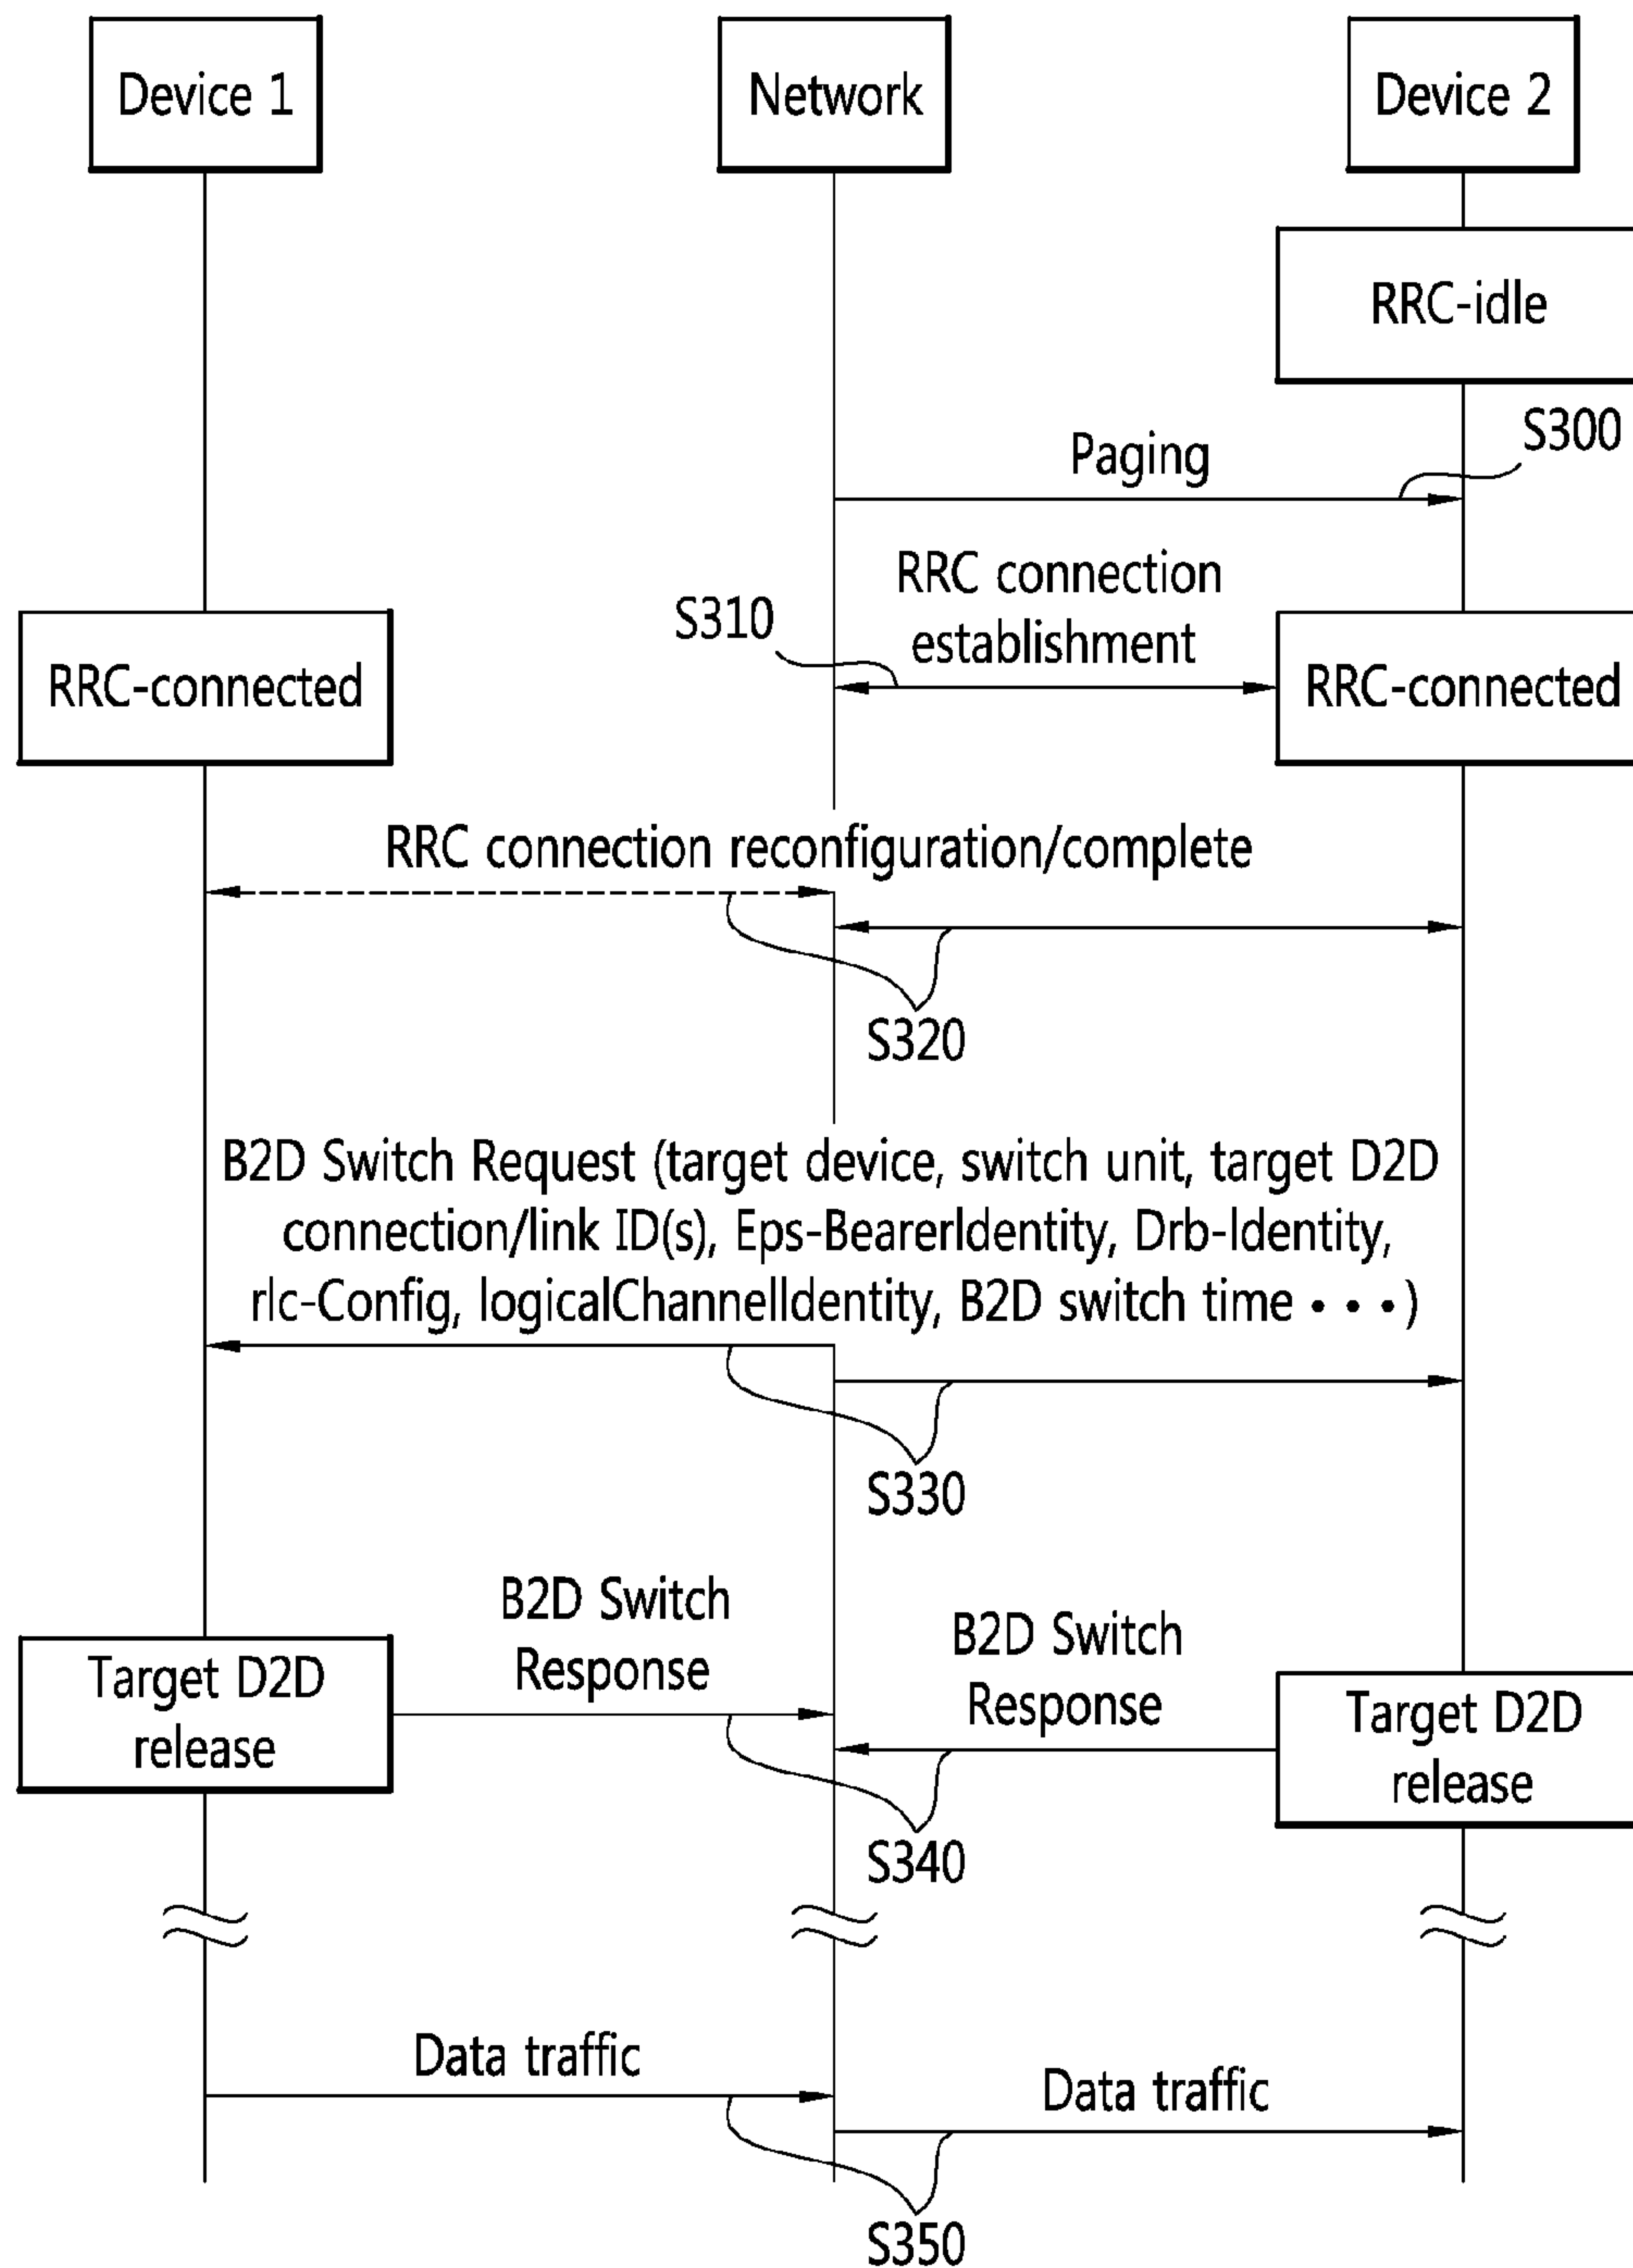 Device 1
Network
Device 2
RRC-idle
S300
Paging
RRC connection
establishment
S310
RRC-connected
RRC-connected
RRC connection reconfiguration/complete
S320
B2D Switch Request (target device, switch unit, target D2D
connection/link ID(s), Eps-BearerIdentity, Drb-Identity,
rlc-Config, logicalChannelIdentity, B2D switch time • • •)
S330
B2D Switch
Response
B2D Switch
Response
Target D2D
release
Target D2D
release
S340
Data traffic
Data traffic
S350